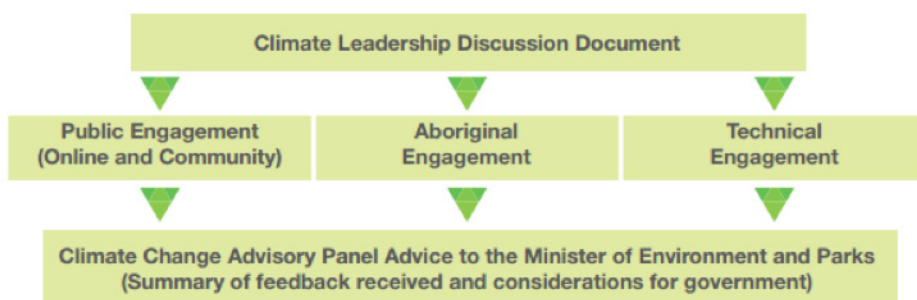 Climate Leadership Discussion Document
Public Engagement
(Online and Community)
Aboriginal
Engagement
Technical
Engagement
Climate Change Advisory Panel Advice to the Minister of Environment and Parks
(Summary of feedback received and considerations for government)